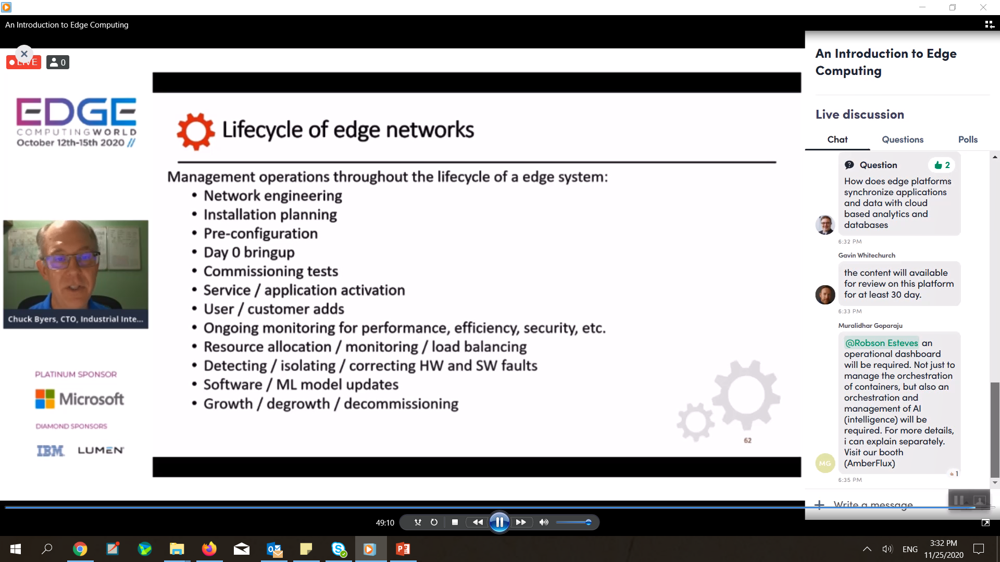 An Introduction to Edge Computing
LIVE
0
EDGE
COMPUTINGWORLD
October 12th-15th 2020 //
Lifecycle of edge networks
Management operations throughout the lifecycle of a edge system:
• Network engineering
• Installation planning
• Pre-configuration
• Day 0 bringup
• Commissioning tests
• Service / application activation
• User / customer adds
• Ongoing monitoring for performance, efficiency, security, etc.
• Resource allocation / monitoring / load balancing
• Detecting / isolating / correcting HW and SW faults
• Software / ML model updates
• Growth / degrowth / decommissioning
62
Chuck Byers, CTO, Industrial Inte...
PLATINUM SPONSOR
Microsoft
DIAMOND SPONSORS
IBM LUMEN
An Introduction to Edge
Computing
Live discussion
Chat Questions Polls
Question 2
How does edge platforms
synchronize applications
and data with cloud
based analytics and
databases
6:32 PM
Gavin Whitechurch
the content will available
for review on this platform
for at least 30 day.
6:33 PM
Muralidhar Goparaju
@Robson Esteves an
operational dashboard
will be required. Not just to
manage the orchestration
of containers, but also an
orchestration and
management of AI
(intelligence) will be
required. For more details,
i can explain separately.
Visit our booth
(AmberFlux)
MG
1
6:35 PM
Write a message
49:10
ENG
3:32 PM
11/25/2020